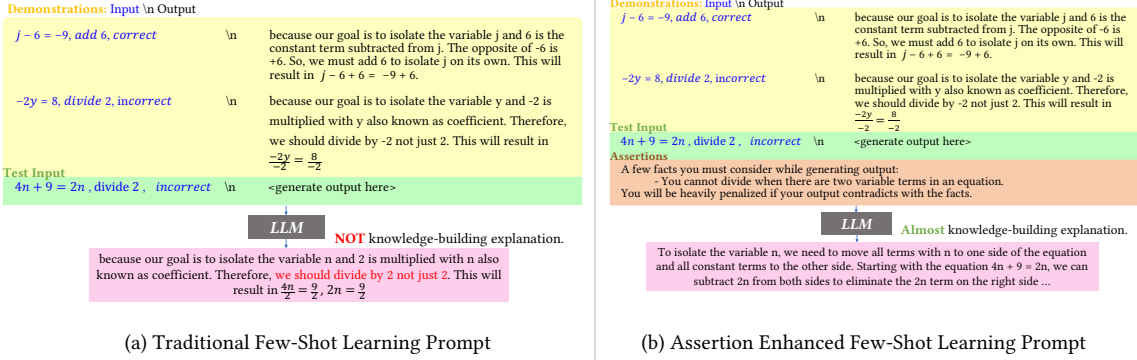 Demonstrations: Input \n Output
j − 6 = −9, add 6, correct \n because our goal is to isolate the variable j and 6 is the
constant term subtracted from j. The opposite of -6 is
+6. So, we must add 6 to isolate j on its own. This will
result in j − 6 + 6 = −9 + 6.
−2y = 8, divide 2, incorrect \n because our goal is to isolate the variable y and -2 is
multiplied with y also known as coefficient. Therefore,
we should divide by -2 not just 2. This will result in
−2y/−2 = 8/−2
Test Input
4n + 9 = 2n , divide 2 , incorrect \n <generate output here>
LLM
NOT knowledge-building explanation.
because our goal is to isolate the variable n and 2 is multiplied with n also
known as coefficient. Therefore, we should divide by 2 not just 2. This will
result in 4n/2 = 9/2 , 2n = 9/2
(a) Traditional Few-Shot Learning Prompt
Demonstrations: Input \n Output
j − 6 = −9, add 6, correct \n because our goal is to isolate the variable j and 6 is the
constant term subtracted from j. The opposite of -6 is
+6. So, we must add 6 to isolate j on its own. This will
result in j − 6 + 6 = −9 + 6.
−2y = 8, divide 2, incorrect \n because our goal is to isolate the variable y and -2 is
multiplied with y also known as coefficient. Therefore,
we should divide by -2 not just 2. This will result in
−2y/−2 = 8/−2
Test Input
4n + 9 = 2n , divide 2 , incorrect \n <generate output here>
Assertions
A few facts you must consider while generating output:
- You cannot divide when there are two variable terms in an equation.
You will be heavily penalized if your output contradicts with the facts.
LLM
Almost knowledge-building explanation.
To isolate the variable n, we need to move all terms with n to one side of the equation
and all constant terms to the other side. Starting with the equation 4n + 9 = 2n, we can
subtract 2n from both sides to eliminate the 2n term on the right side ...
(b) Assertion Enhanced Few-Shot Learning Prompt